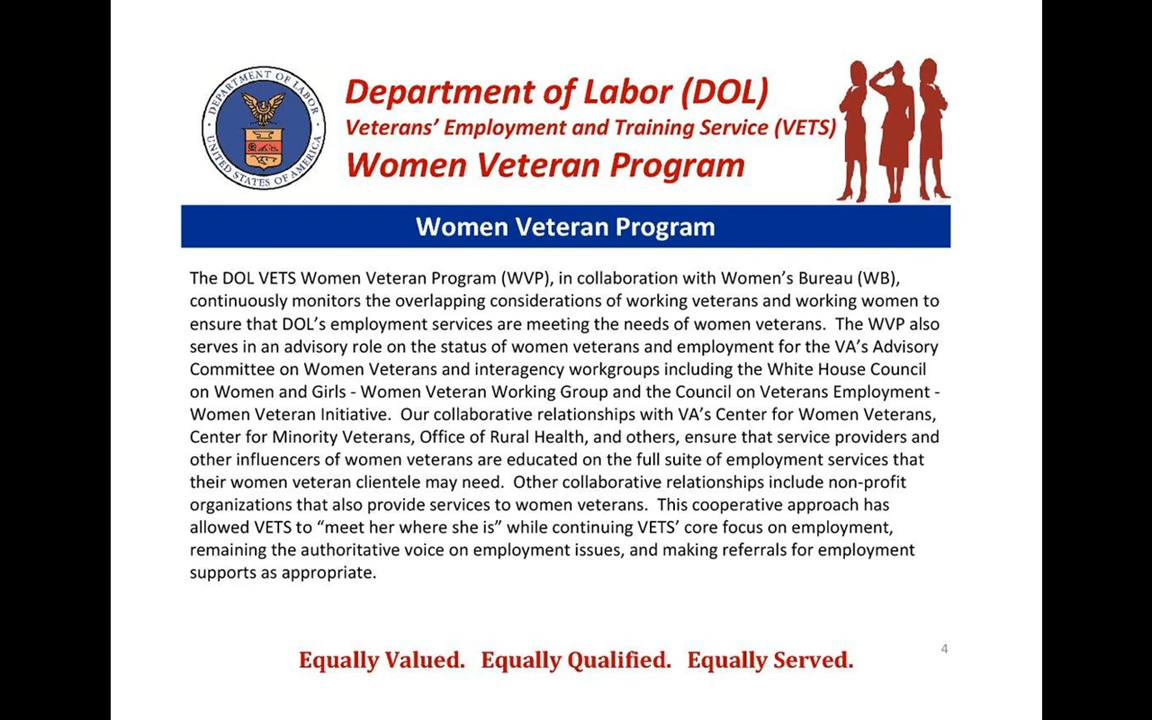 DEPARTMENT OF LABOR
UNITED STATES OF AMERICA
Department of Labor (DOL)
Veterans’ Employment and Training Service (VETS)
Women Veteran Program
Women Veteran Program
The DOL VETS Women Veteran Program (WVP), in collaboration with Women’s Bureau (WB),
continuously monitors the overlapping considerations of working veterans and working women to
ensure that DOL’s employment services are meeting the needs of women veterans.  The WVP also
serves in an advisory role on the status of women veterans and employment for the VA’s Advisory
Committee on Women Veterans and interagency workgroups including the White House Council
on Women and Girls - Women Veteran Working Group and the Council on Veterans Employment -
Women Veteran Initiative.  Our collaborative relationships with VA’s Center for Women Veterans,
Center for Minority Veterans, Office of Rural Health, and others, ensure that service providers and
other influencers of women veterans are educated on the full suite of employment services that
their women veteran clientele may need.  Other collaborative relationships include non-profit
organizations that also provide services to women veterans.  This cooperative approach has
allowed VETS to “meet her where she is” while continuing VETS’ core focus on employment,
remaining the authoritative voice on employment issues, and making referrals for employment
supports as appropriate.
4
Equally Valued.  Equally Qualified.  Equally Served.